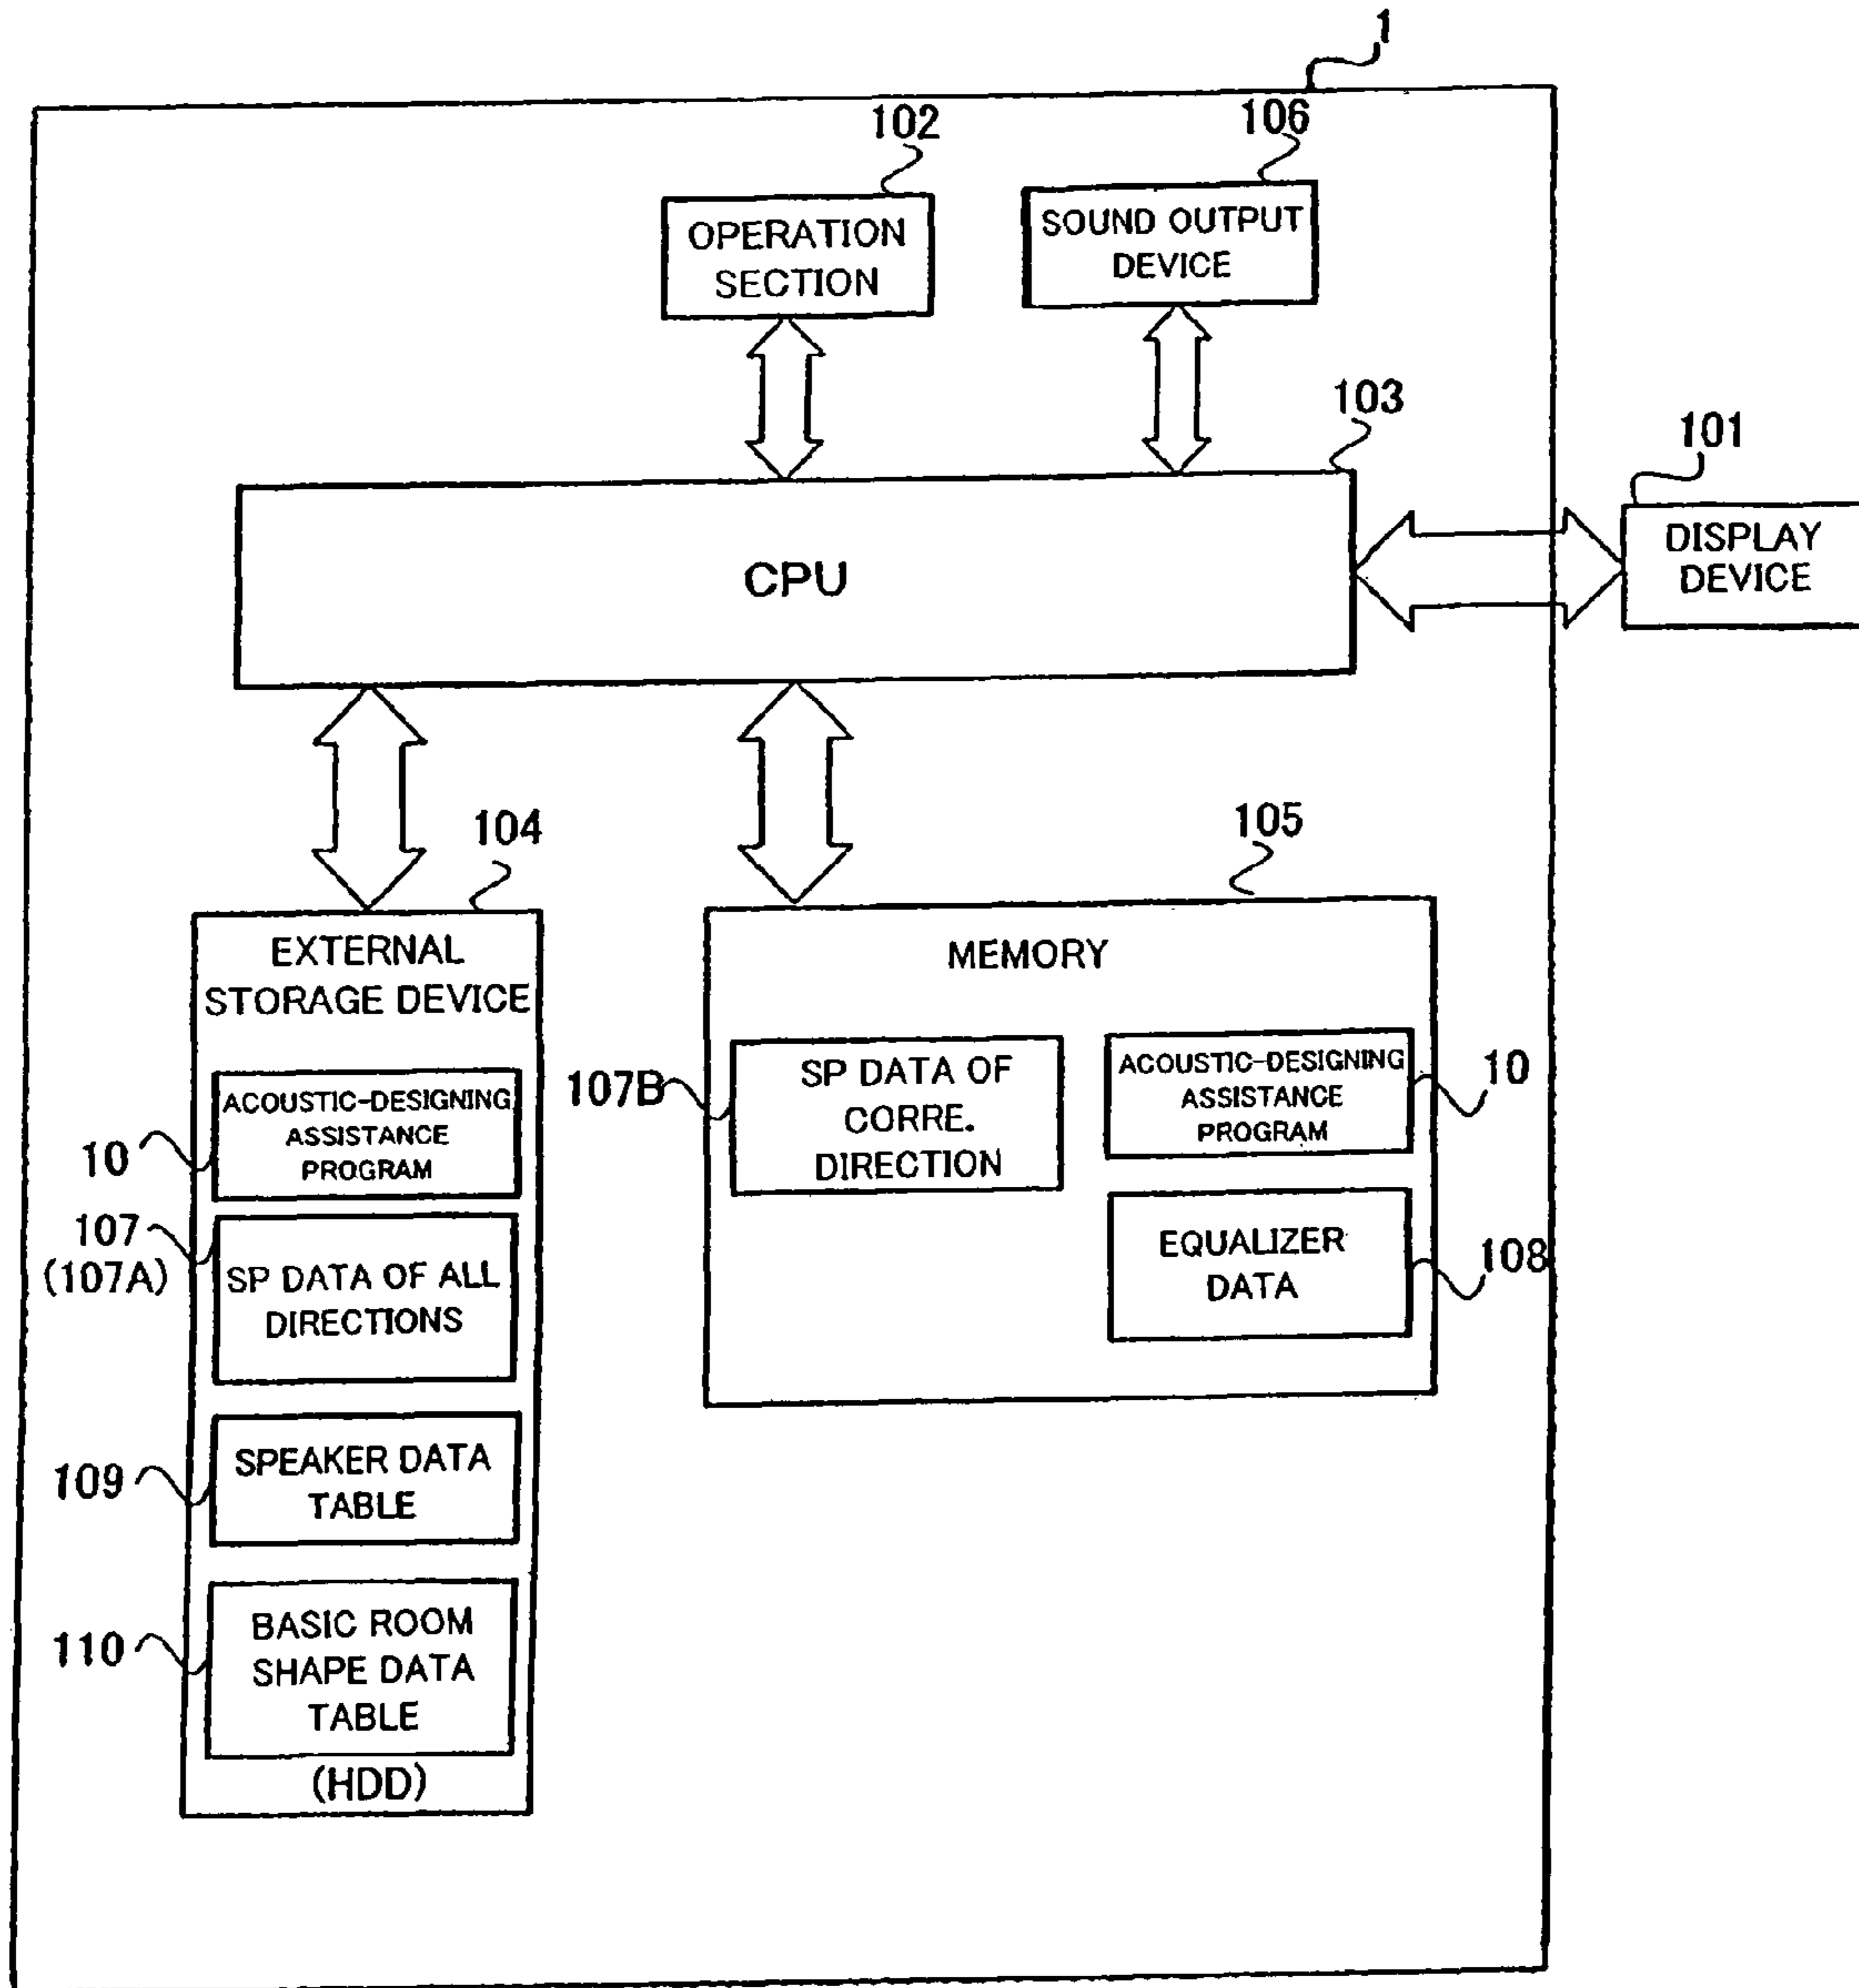 1
102
106
OPERATION
SECTION
SOUND OUTPUT
DEVICE
103
101
CPU
DISPLAY
DEVICE
104
105
EXTERNAL
STORAGE DEVICE
MEMORY
10
ACOUSTIC-DESIGNING
ASSISTANCE
PROGRAM
107B
SP DATA OF
CORRE.
DIRECTION
ACOUSTIC-DESIGNING
ASSISTANCE
PROGRAM
10
107
(107A)
SP DATA OF ALL
DIRECTIONS
EQUALIZER
DATA
108
109
SPEAKER DATA
TABLE
110
BASIC ROOM
SHAPE DATA
TABLE
(HDD)